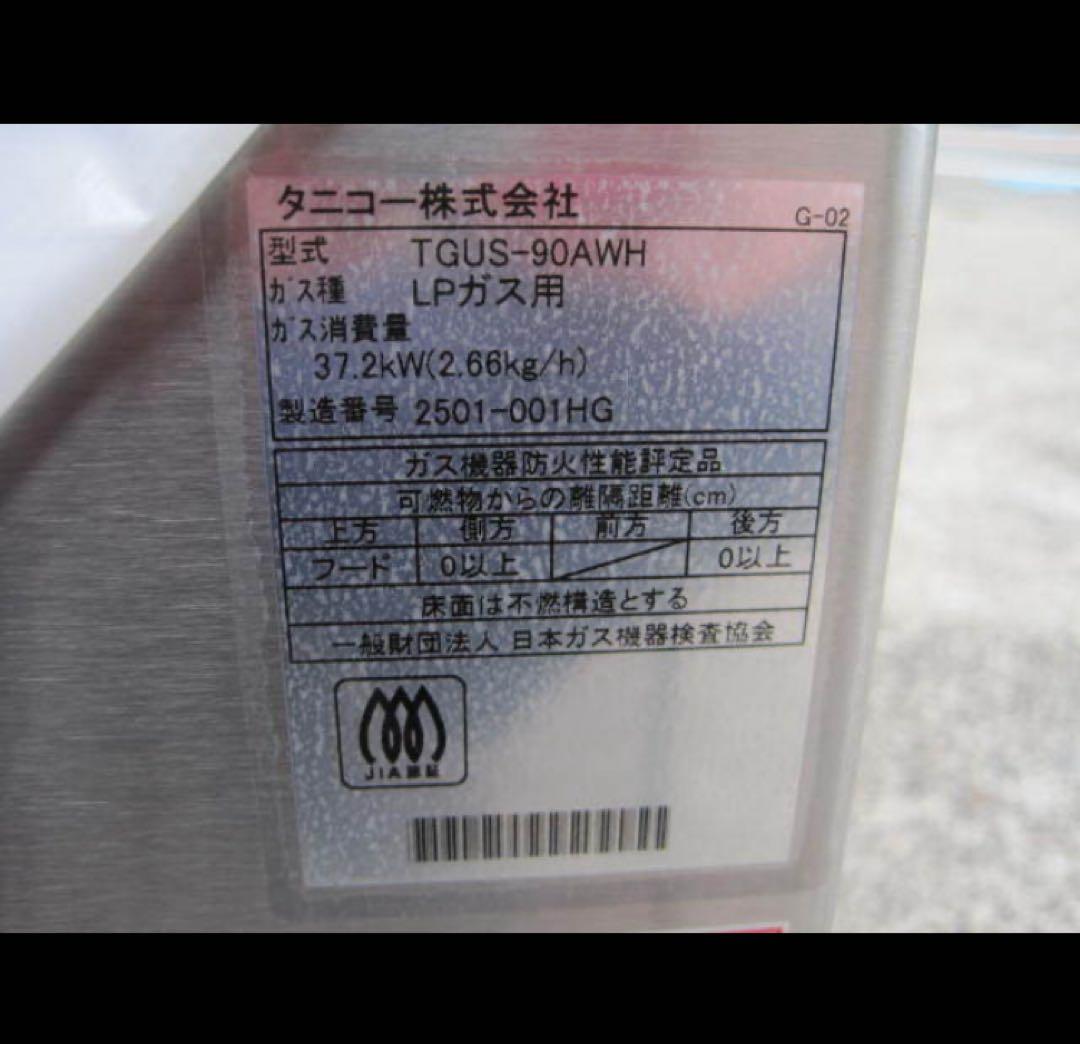 タニコー株式会社
G-02
型式 TGUS-90AWH
ガス種 LPガス用
ガス消費量
37.2kW(2.66kg/h)
製造番号 2501-001HG
ガス機器防火性能評定品
可燃物からの離隔距離(cm)
上方 側方 前方 後方
フード 0以上 0以上
床面は不燃構造とする
一般財団法人 日本ガス機器検査協会
JIA認証